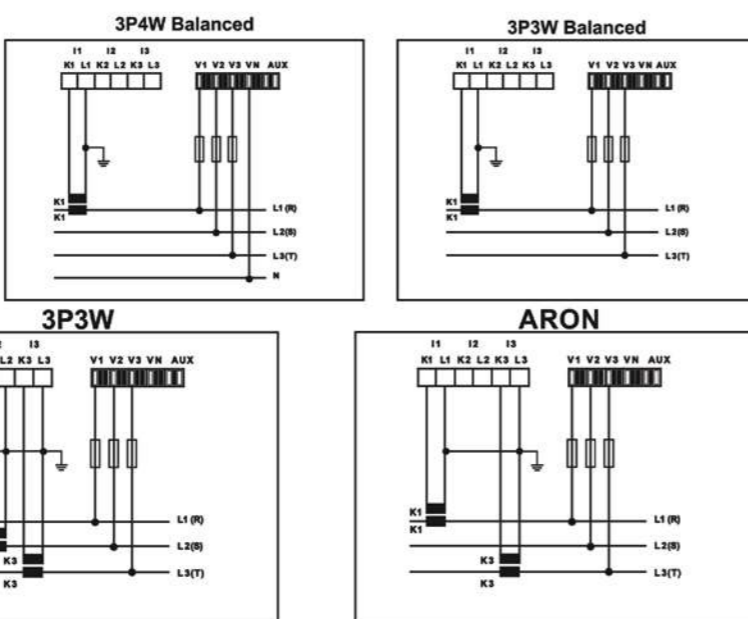 3P4W Balanced
I1 I2 I3
K1 L1 K2 L2 K3 L3 V1 V2 V3 VN AUX
K1
K1
L1 (R)
L2(S)
L3(T)
N
3P3W Balanced
I1 I2 I3
K1 L1 K2 L2 K3 L3 V1 V2 V3 VN AUX
K1
K1
L1 (R)
L2(S)
L3(T)
3P3W
I3
L2 K3 L3 V1 V2 V3 VN AUX
L1 (R)
L2(S)
K3
L3(T)
K3
ARON
I1 I2 I3
K1 L1 K2 L2 K3 L3 V1 V2 V3 VN AUX
K1
K1
L1 (R)
L2(S)
K3
L3(T)
K3